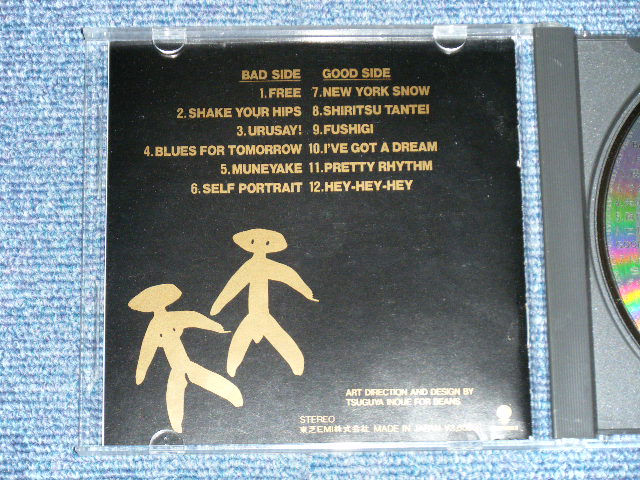 BAD SIDE
1.FREE
2.SHAKE YOUR HIPS
3.URUSAY!
4.BLUES FOR TOMORROW
5.MUNEYAKE
6.SELF PORTRAIT
GOOD SIDE
7.NEW YORK SNOW
8.SHIRITSU TANTEI
9.FUSHIGI
10.I'VE GOT A DREAM
11.PRETTY RHYTHM
12.HEY-HEY-HEY
ART DIRECTION AND DESIGN BY
TSUGUYA INOUE FOR BEANS
STEREO
東芝EMI株式会社 MADE IN JAPAN